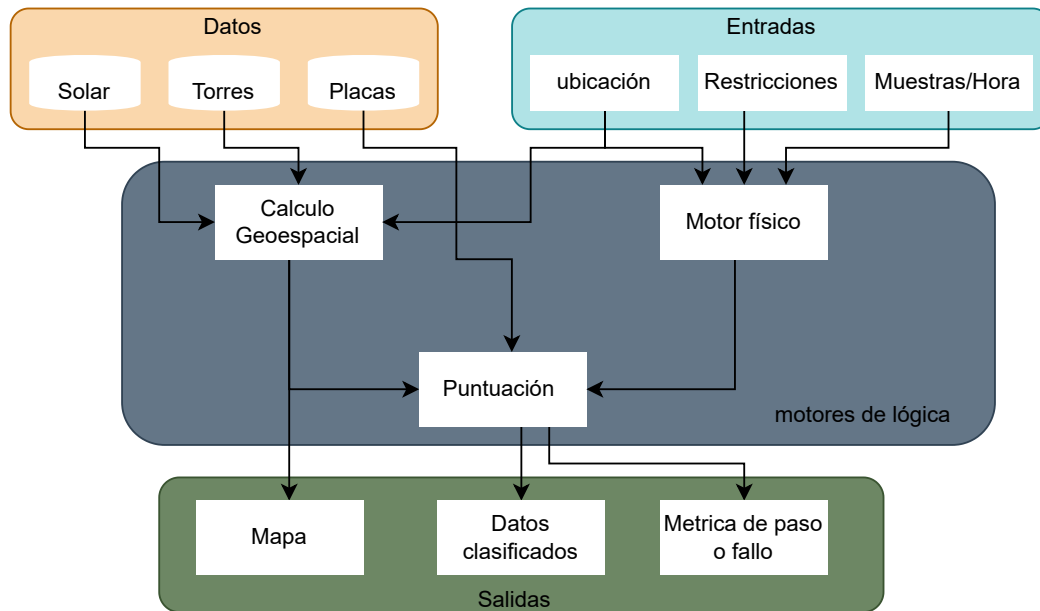 Datos
Solar
Torres
Placas
Entradas
ubicación
Restricciones
Muestras/Hora
Calculo
Geoespacial
Motor físico
Puntuación
motores de lógica
Mapa
Datos
clasificados
Metrica de paso
o fallo
Salidas